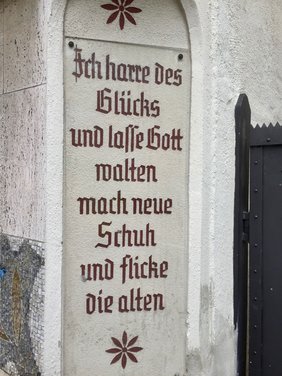 Ich harre des
Glücks
und lasse Gott
walten
mach neue
Schuh
und flicke
die alten